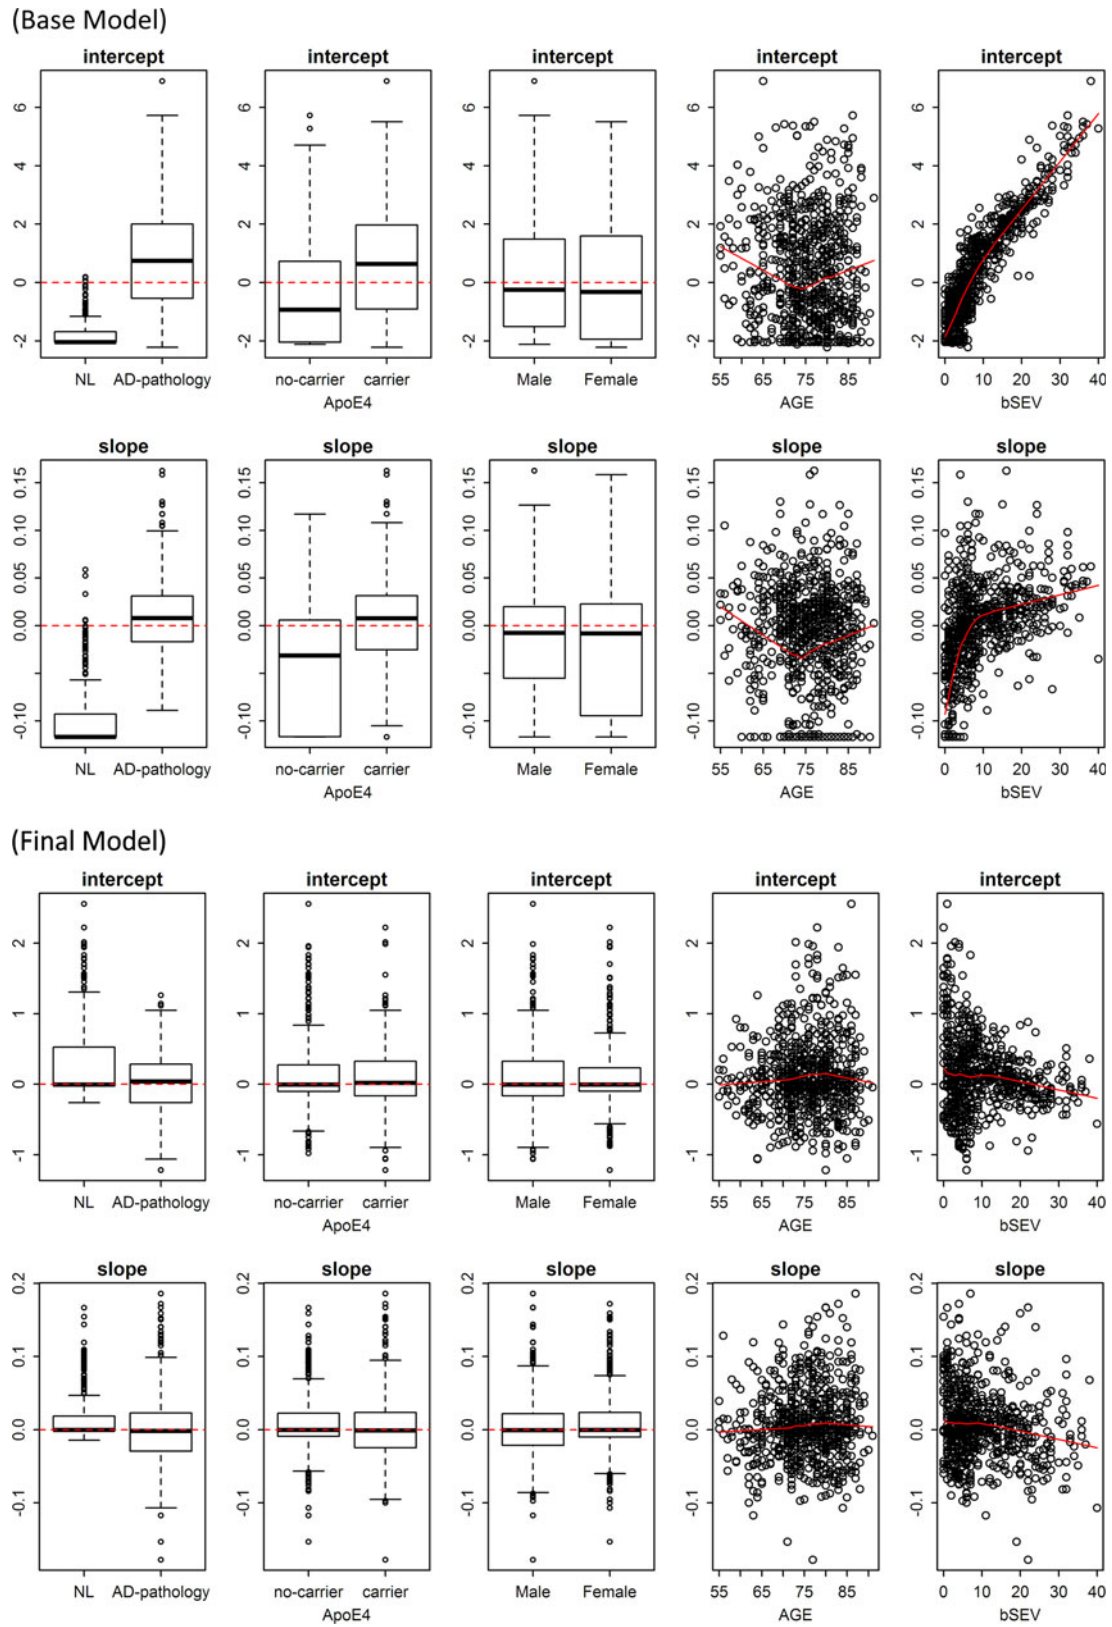 (Base Model)
intercept intercept intercept intercept intercept
6 4 2 0 -2
NL AD-pathology no-carrier carrier Male Female 55 65 75 85 0 10 20 30 40
ApoE4 AGE bSEV
slope slope slope slope slope
0.15 0.10 0.05 0.00 -0.10
NL AD-pathology no-carrier carrier Male Female 55 65 75 85 0 10 20 30 40
ApoE4 AGE bSEV
(Final Model)
intercept intercept intercept intercept intercept
2 1 0 -1
NL AD-pathology no-carrier carrier Male Female 55 65 75 85 0 10 20 30 40
ApoE4 AGE bSEV
slope slope slope slope slope
0.2 0.1 0.0 -0.1
NL AD-pathology no-carrier carrier Male Female 55 65 75 85 0 10 20 30 40
ApoE4 AGE bSEV